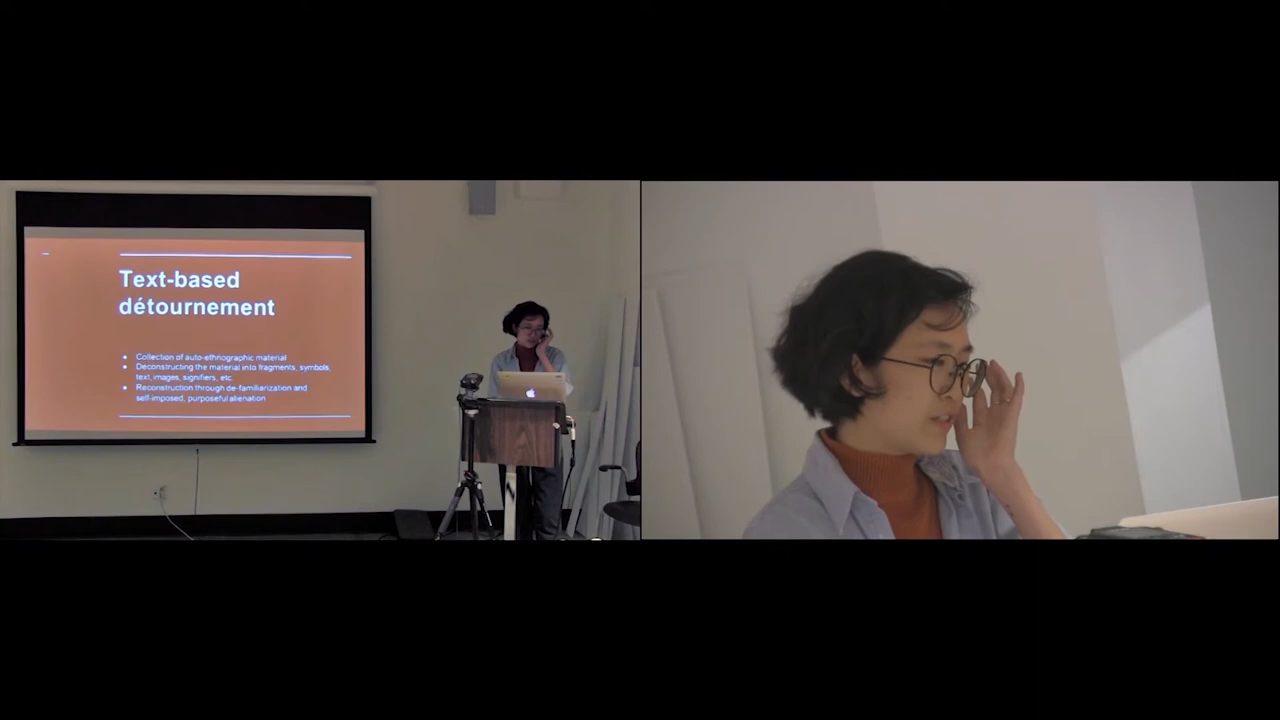 Text-based
détournement
● Collection of auto-ethnographic material
● Deconstructing the material into fragments, symbols,
text, images, signifiers, etc.
● Reconstruction through de-familiarization and
self-imposed, purposeful alienation